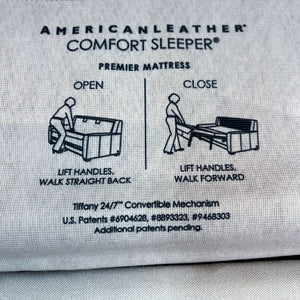 AMERICANLEATHER®
COMFORT SLEEPER®
PREMIER MATTRESS
OPEN
CLOSE
LIFT HANDLES,
WALK STRAIGHT BACK
LIFT HANDLES,
WALK FORWARD
Tiffany 24/7™ Convertible Mechanism
U.S. Patents #6904628, #8893323, #9468303
Additional patents pending.